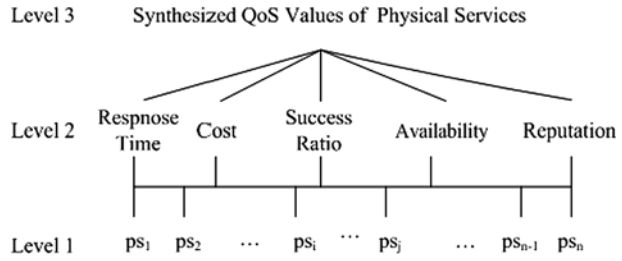 Level 3 Synthesized QoS Values of Physical Services
Level 2 Respnose Time Cost Success Ratio Availability Reputation
Level 1 ps₁ ps₂ ... psᵢ ... psⱼ ... psₙ₋₁ psₙ